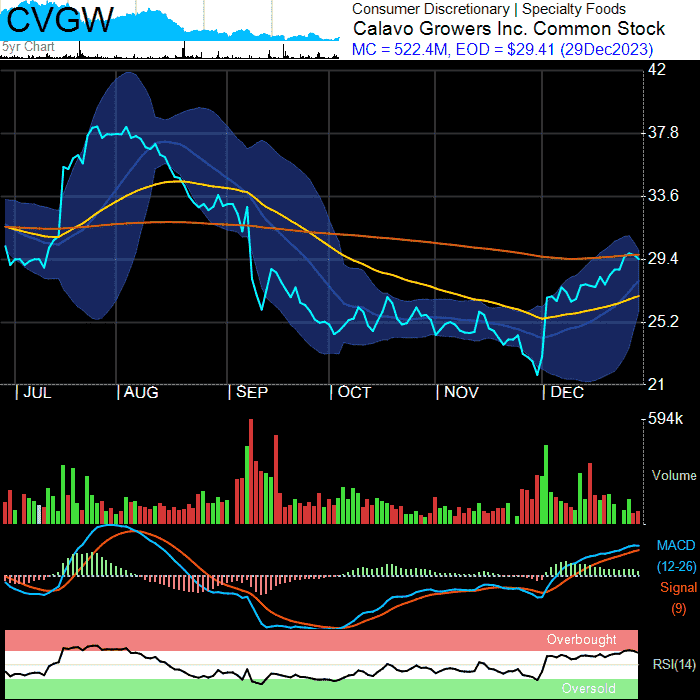 CVGW
5yr Chart
Consumer Discretionary | Specialty Foods
Calavo Growers Inc. Common Stock
MC = 522.4M, EOD = $29.41 (29Dec2023)
42
37.8
33.6
29.4
25.2
21
JUL AUG SEP OCT NOV DEC
594k
Volume
MACD
(12-26)
Signal
(9)
Overbought
RSI(14)
Oversold